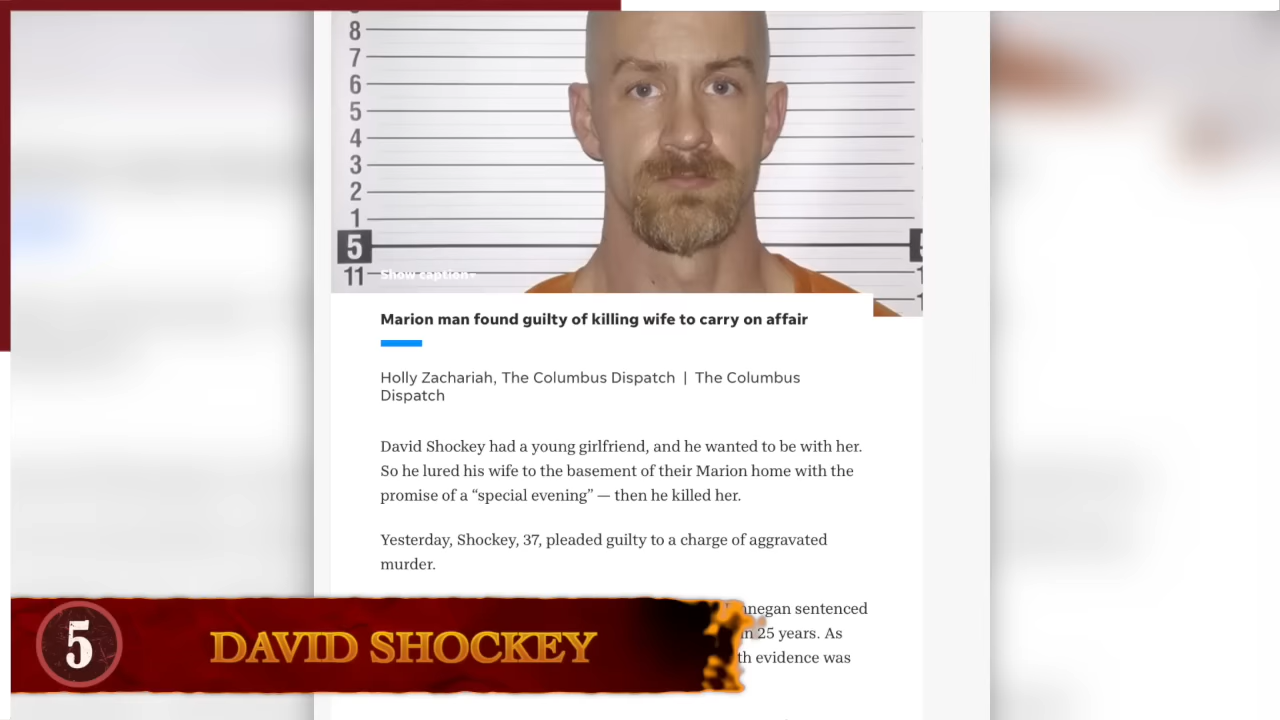 8
7
6
5
4
3
2
1
5
11
Show caption
Marion man found guilty of killing wife to carry on affair
Holly Zachariah, The Columbus Dispatch | The Columbus
Dispatch
David Shockey had a young girlfriend, and he wanted to be with her.
So he lured his wife to the basement of their Marion home with the
promise of a “special evening” — then he killed her.
Yesterday, Shockey, 37, pleaded guilty to a charge of aggravated
murder.
sentenced
25 years. As
evidence was
5 DAVID SHOCKEY